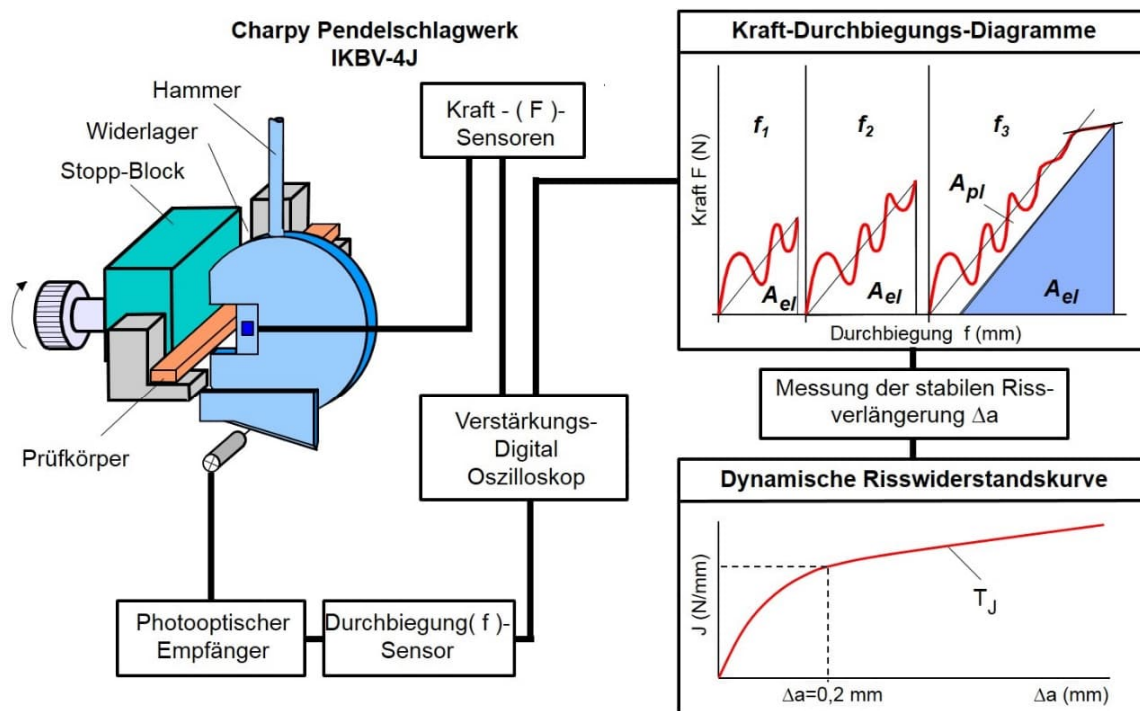 Charpy Pendelschlagwerk
IKBV-4J
Hammer
Widerlager
Stopp-Block
Prüfkörper
Kraft - ( F )-
Sensoren
Verstärkungs-
Digital
Oszilloskop
Photooptischer
Empfänger
Durchbiegung( f )-
Sensor
Kraft-Durchbiegungs-Diagramme
Kraft F (N)
f1
f2
f3
Apl
Ael
Ael
Ael
Durchbiegung f (mm)
Messung der stabilen Riss-
verlängerung Δa
Dynamische Risswiderstandskurve
J (N/mm)
TJ
Δa=0,2 mm
Δa (mm)